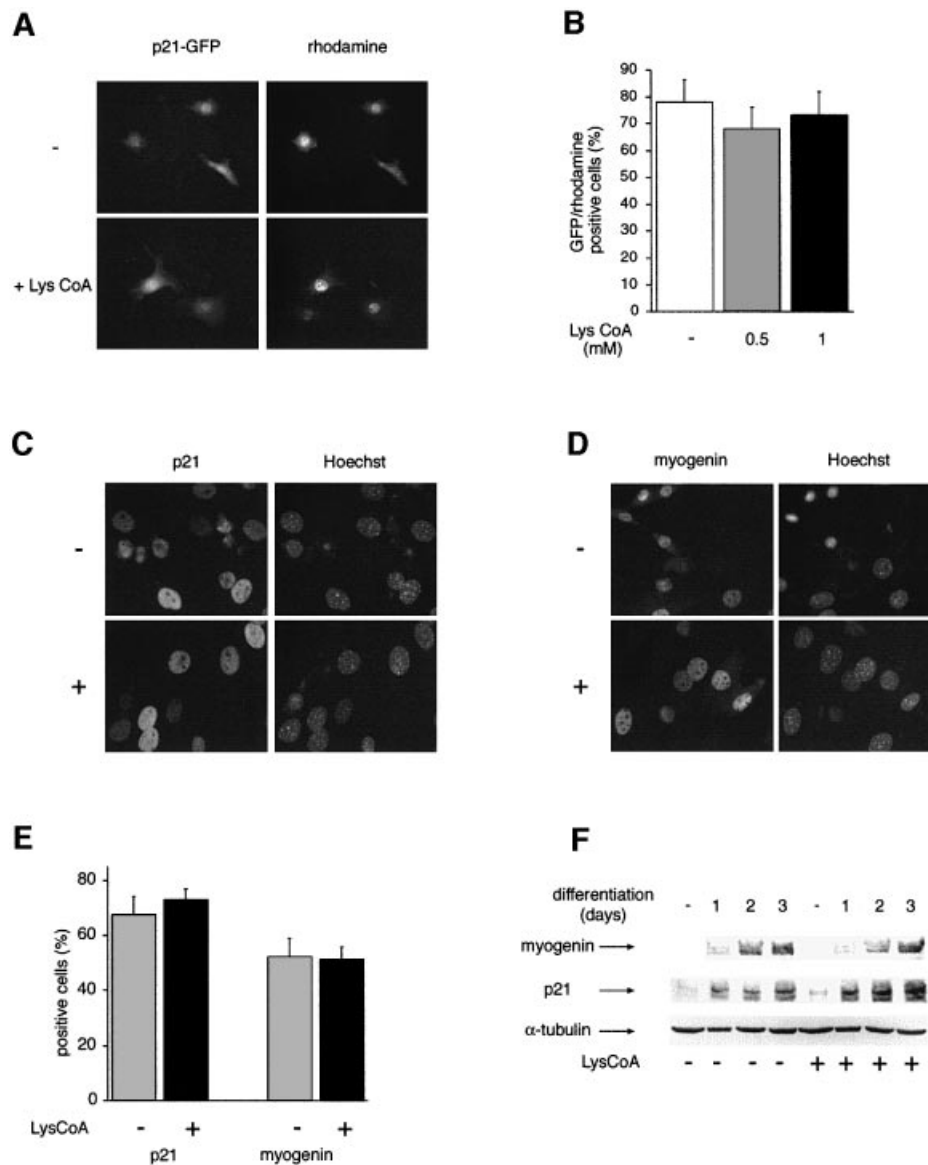 A
p21-GFP rhodamine
-
+ Lys CoA
B
GFP/rhodamine
positive cells (%)
90
80
70
60
50
40
30
20
10
0
Lys CoA
(mM)
- 0.5 1
C
p21 Hoechst
-
+
D
myogenin Hoechst
-
+
E
positive cells (%)
80
60
40
20
0
LysCoA - + - +
p21 myogenin
F
differentiation
(days)
- 1 2 3 - 1 2 3
myogenin
p21
α-tubulin
LysCoA - - - - + + + +